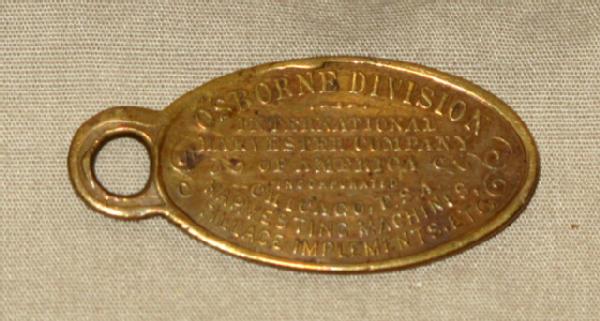 OSBORNE DIVISION
INTERNATIONAL
HARVESTER COMPANY
OF AMERICA
INCORPORATED
CHICAGO, U.S.A.
HARVESTING MACHINES,
TILLAGE IMPLEMENTS, ETC.